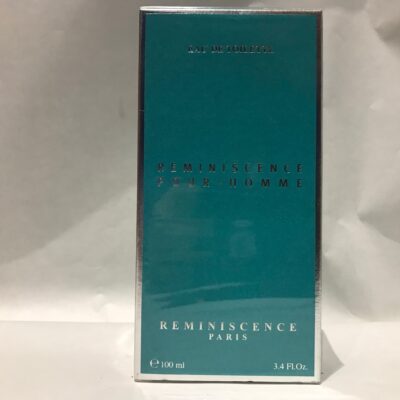 EAU DE TOILETTE
REMINISCENCE
POUR HOMME
REMINISCENCE
PARIS
℮ 100 ml 3.4 Fl.Oz.